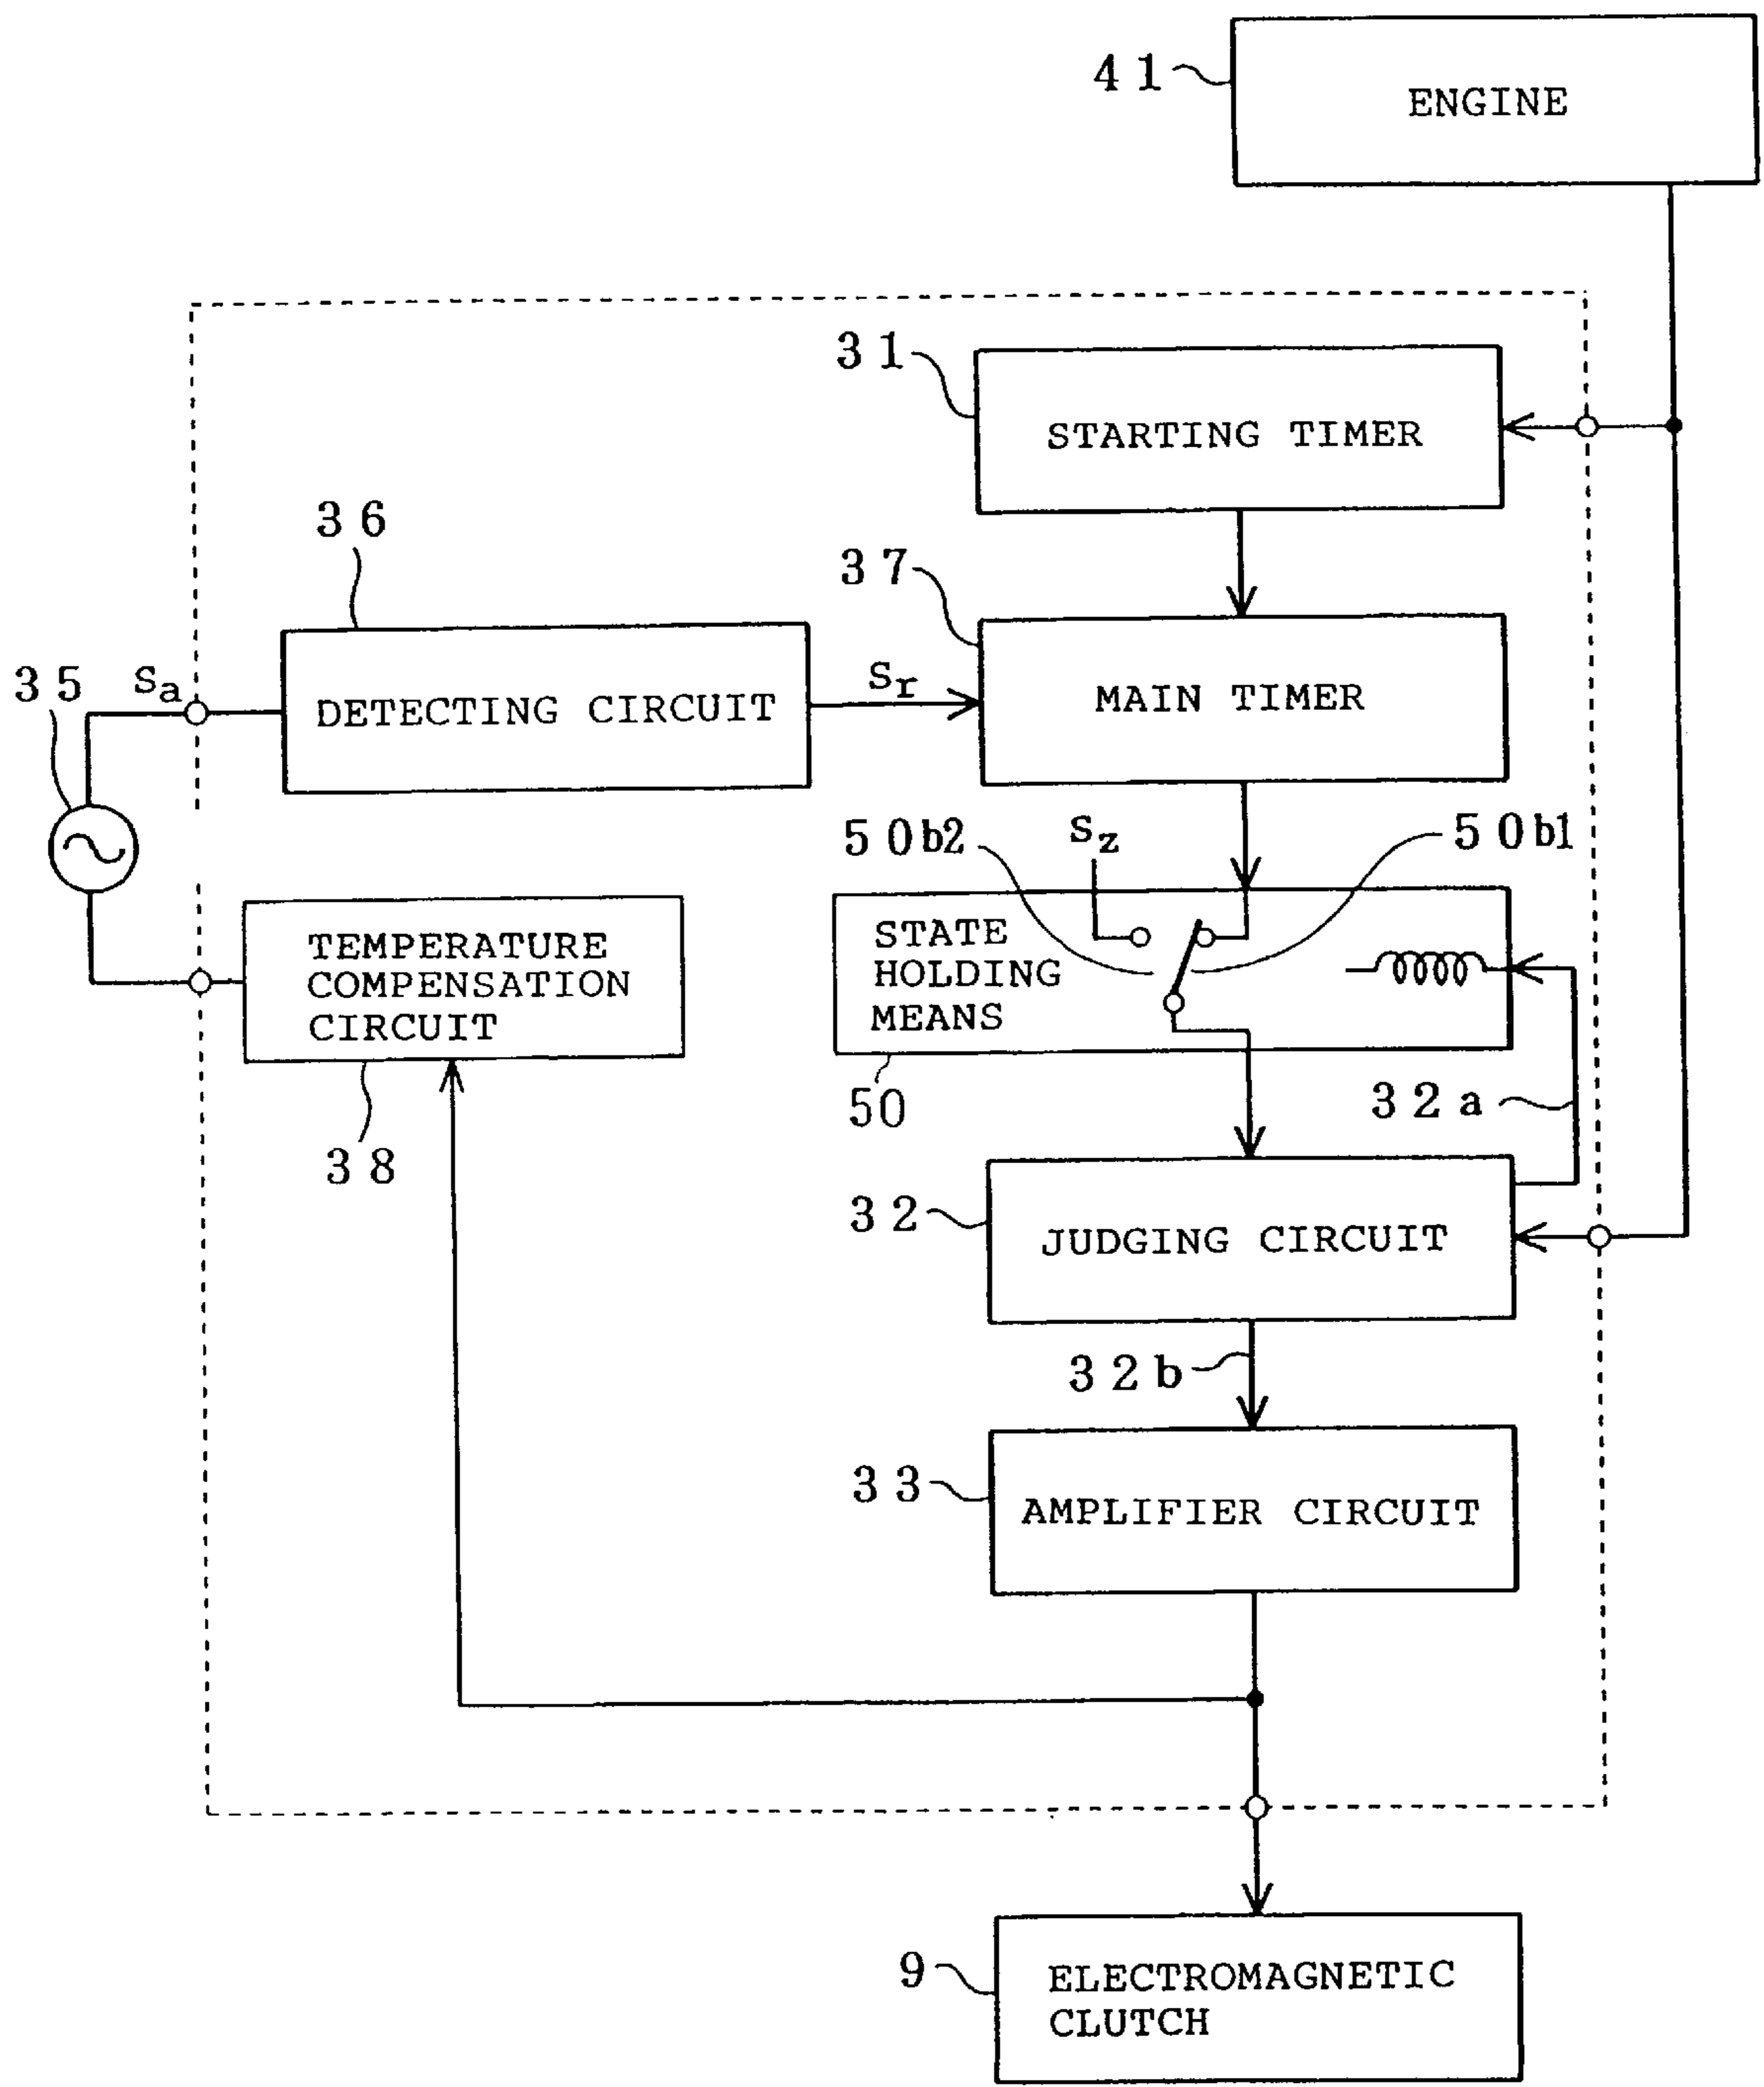 41
ENGINE
31
STARTING TIMER
36
37
35
Sa
DETECTING CIRCUIT
Sr
MAIN TIMER
50b2
Sz
50b1
STATE
HOLDING
MEANS
TEMPERATURE
COMPENSATION
CIRCUIT
50
32a
38
32
JUDGING CIRCUIT
32b
33
AMPLIFIER CIRCUIT
9
ELECTROMAGNETIC
CLUTCH